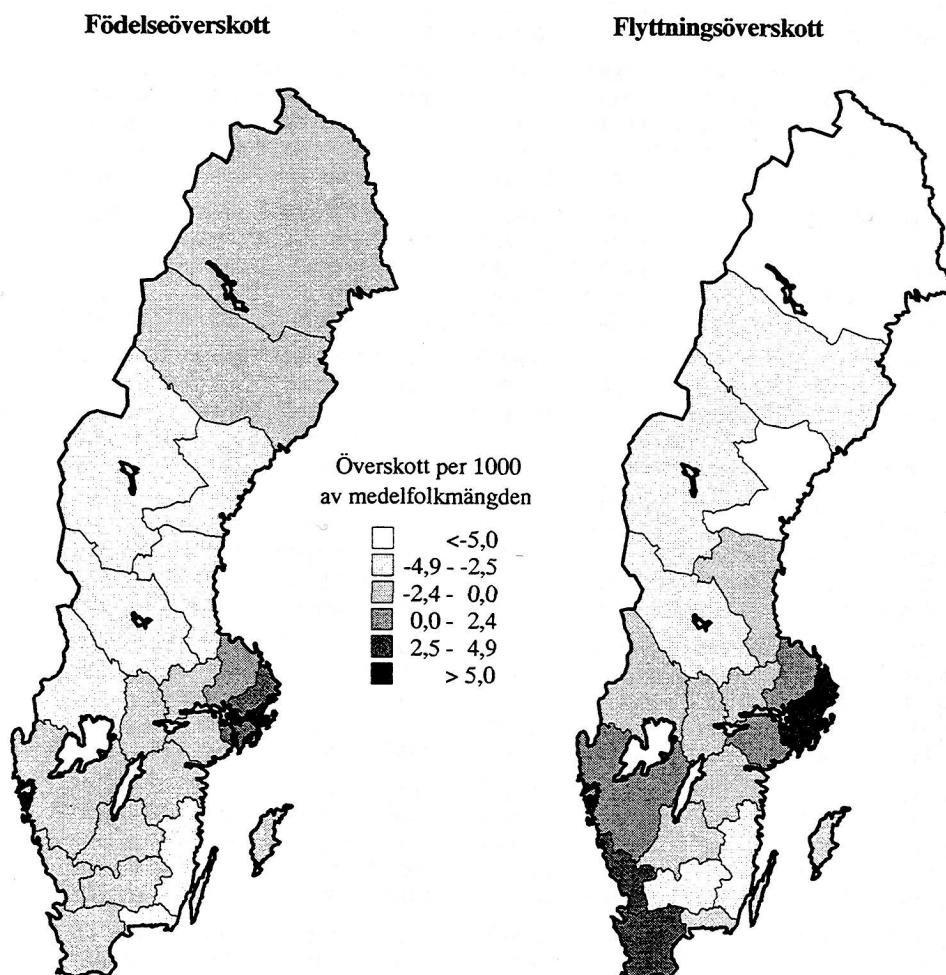 Födelseöverskott
Flyttningsöverskott
Överskott per 1000
av medelfolkmängden
<-5,0
-4,9 - -2,5
-2,4 - 0,0
0,0 - 2,4
2,5 - 4,9
> 5,0